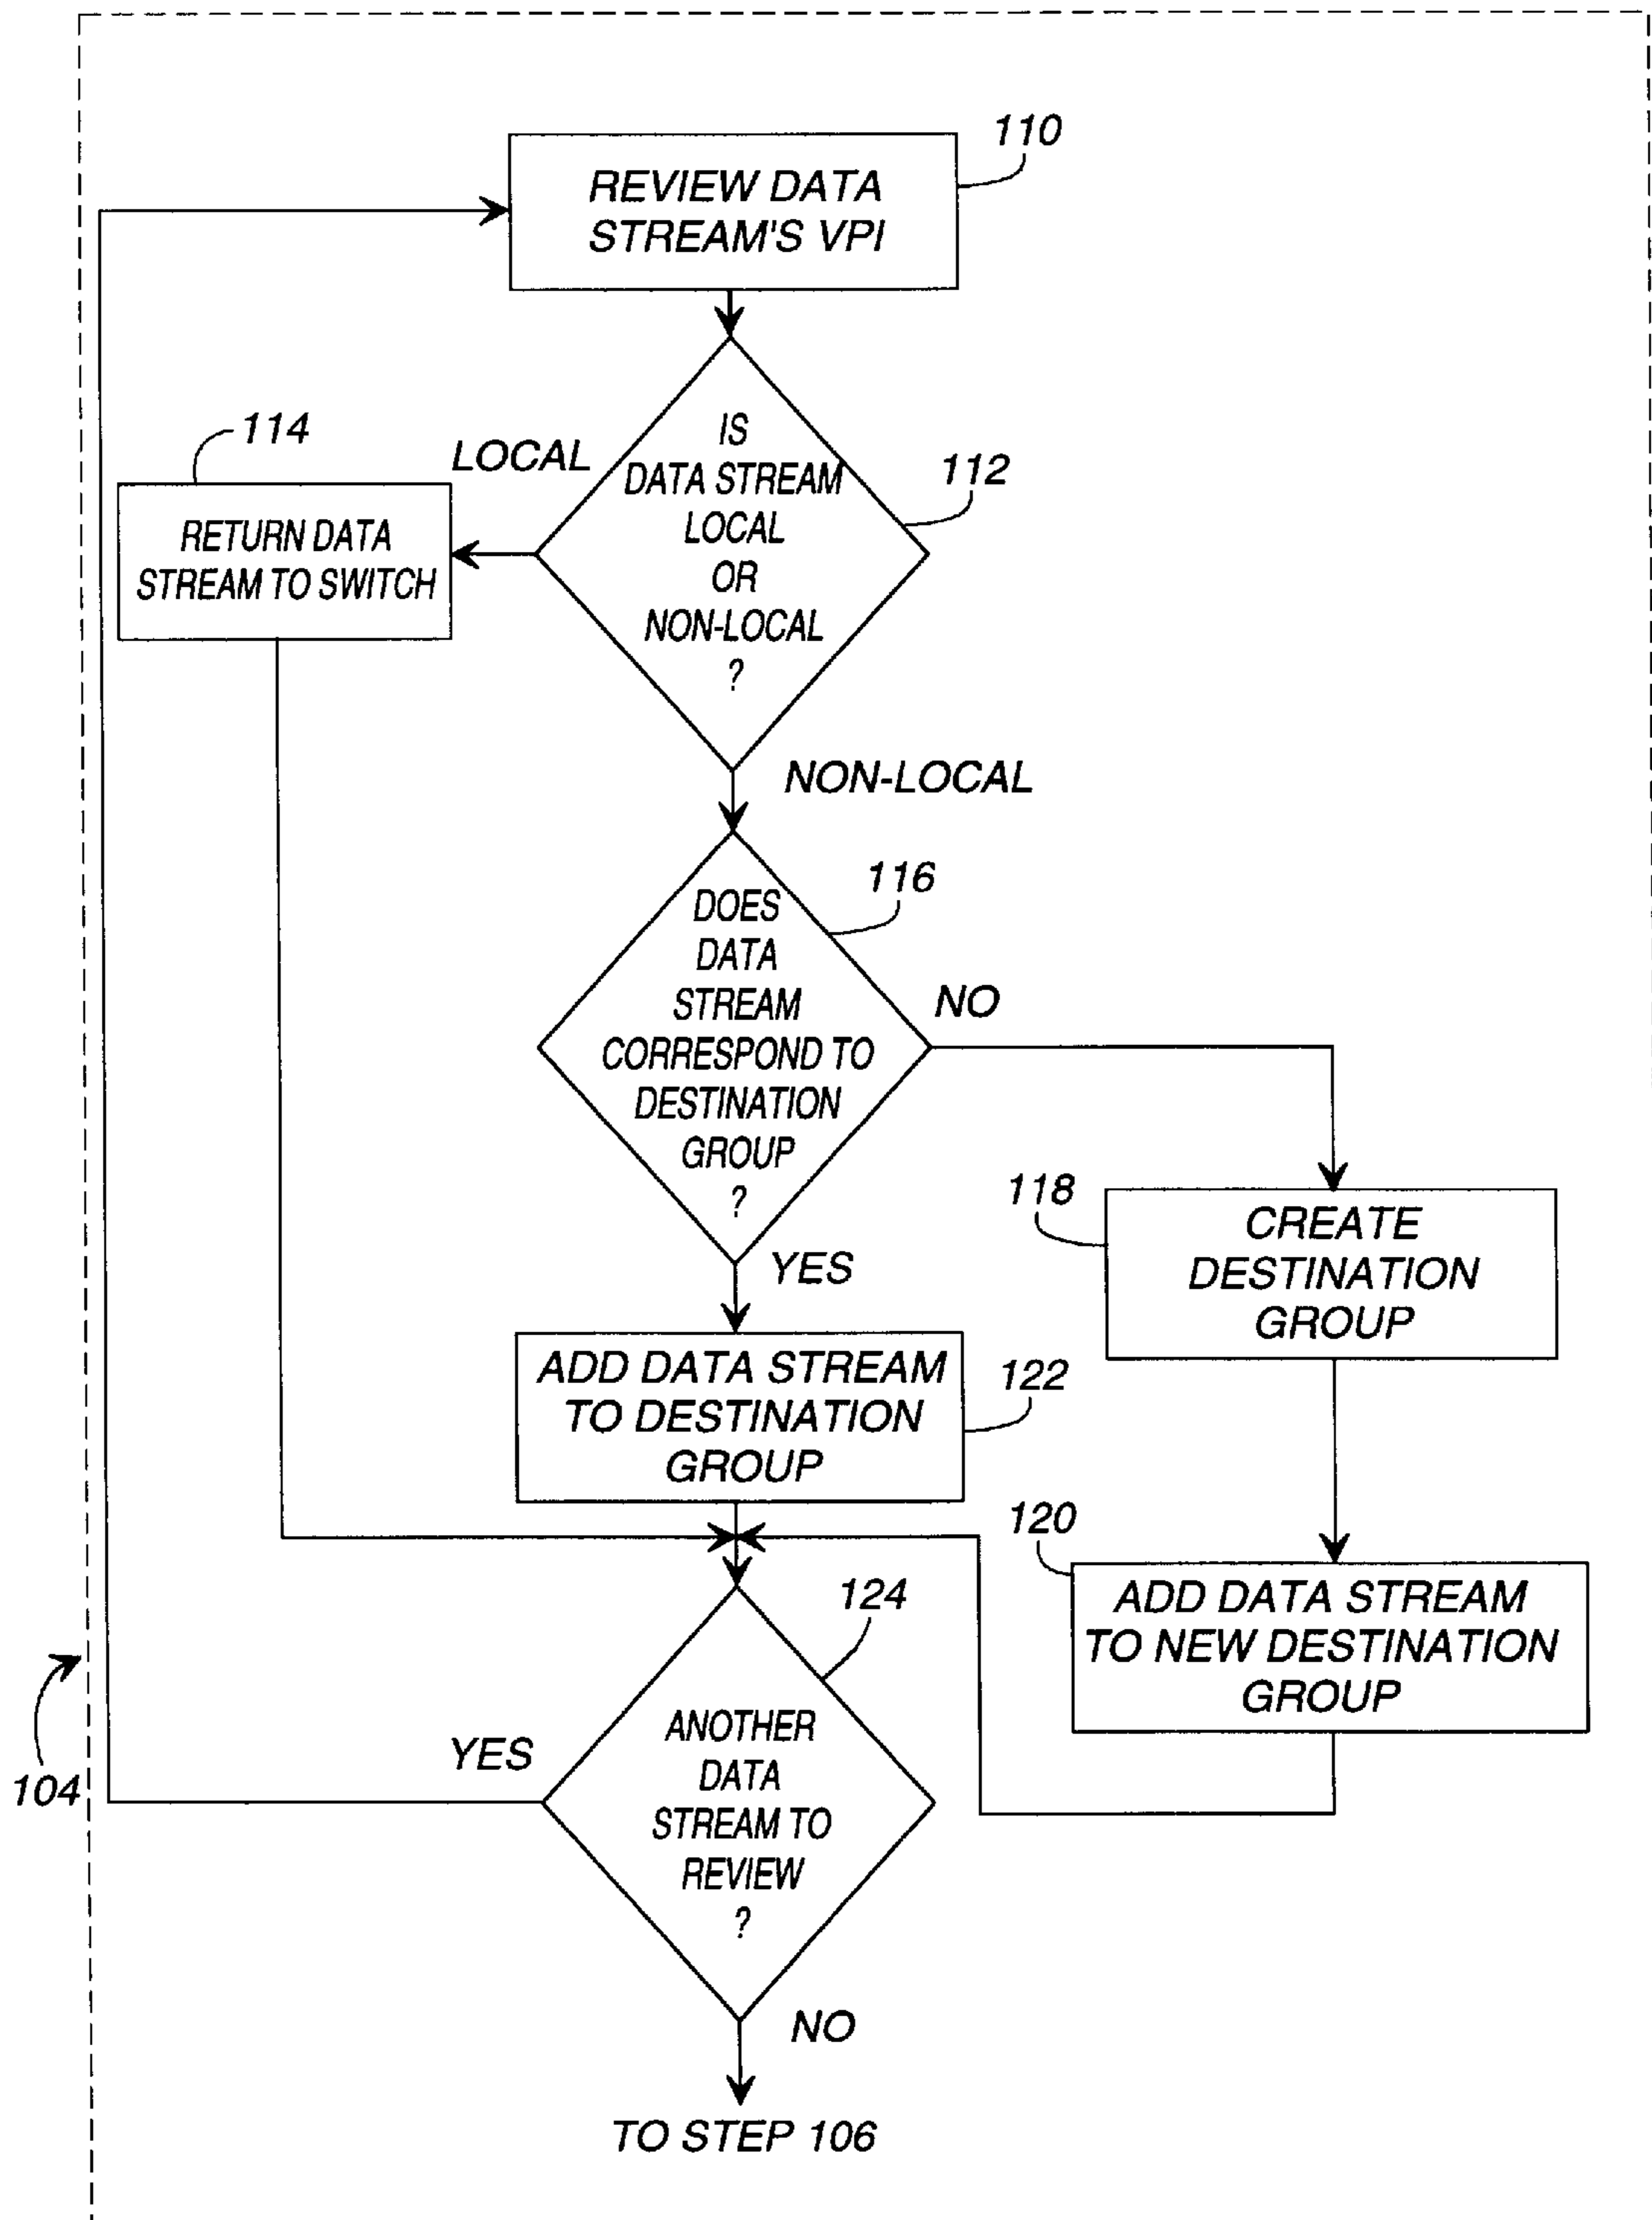 110
REVIEW DATA
STREAM'S VPI
114
LOCAL
IS
DATA STREAM
LOCAL
OR
NON-LOCAL
?
112
RETURN DATA
STREAM TO SWITCH
NON-LOCAL
116
DOES
DATA
STREAM
CORRESPOND TO
DESTINATION
GROUP
?
NO
YES
118
CREATE
DESTINATION
GROUP
ADD DATA STREAM
TO DESTINATION
GROUP
122
120
ADD DATA STREAM
TO NEW DESTINATION
GROUP
124
ANOTHER
DATA
STREAM TO
REVIEW
?
YES
104
NO
TO STEP 106